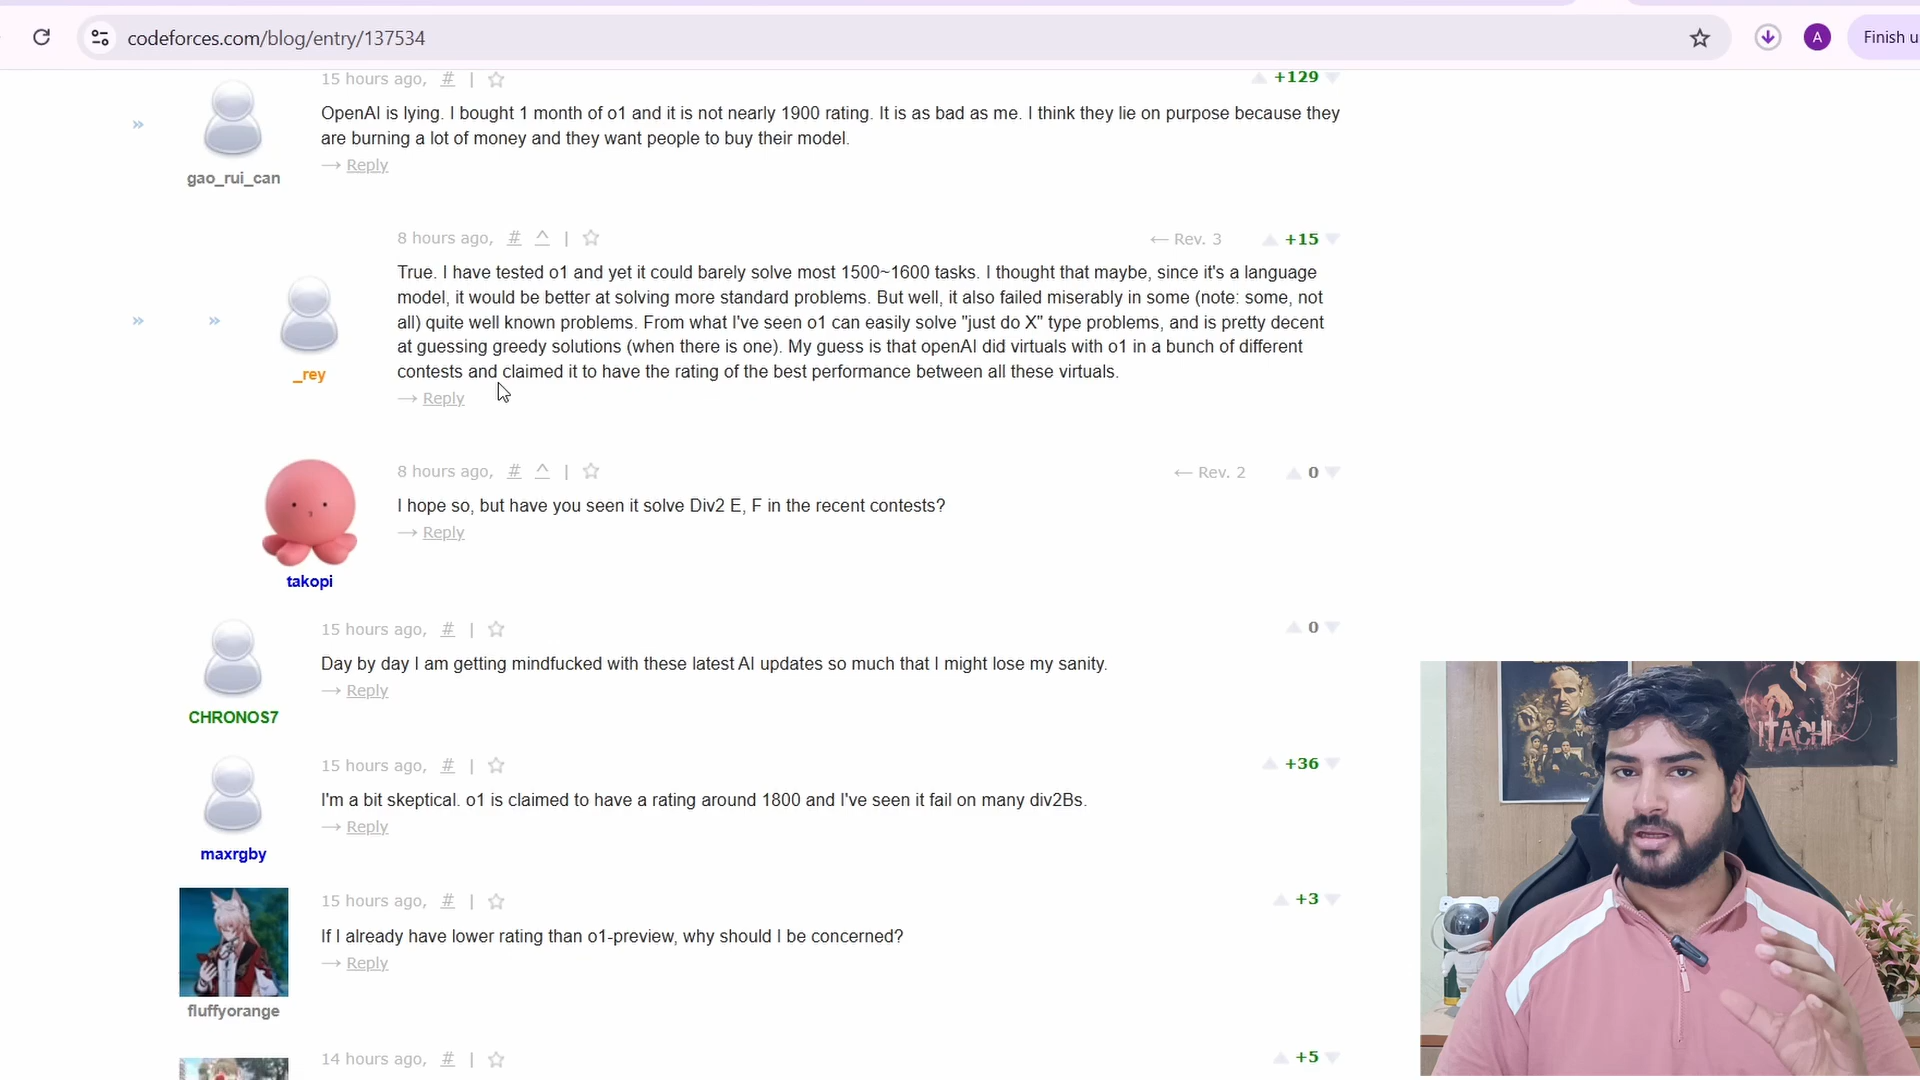 codeforces.com/blog/entry/137534
A
Finish u
15 hours ago, # |
+129
OpenAI is lying. I bought 1 month of o1 and it is not nearly 1900 rating. It is as bad as me. I think they lie on purpose because they
are burning a lot of money and they want people to buy their model.
→ Reply
gao_rui_can
8 hours ago, # ^ |
← Rev. 3
+15
True. I have tested o1 and yet it could barely solve most 1500~1600 tasks. I thought that maybe, since it's a language
model, it would be better at solving more standard problems. But well, it also failed miserably in some (note: some, not
all) quite well known problems. From what I've seen o1 can easily solve "just do X" type problems, and is pretty decent
at guessing greedy solutions (when there is one). My guess is that openAI did virtuals with o1 in a bunch of different
contests and claimed it to have the rating of the best performance between all these virtuals.
→ Reply
_rey
8 hours ago, # ^ |
← Rev. 2
0
I hope so, but have you seen it solve Div2 E, F in the recent contests?
→ Reply
takopi
15 hours ago, # |
0
Day by day I am getting mindfucked with these latest AI updates so much that I might lose my sanity.
→ Reply
CHRONOS7
15 hours ago, # |
+36
I'm a bit skeptical. o1 is claimed to have a rating around 1800 and I've seen it fail on many div2Bs.
→ Reply
maxrgby
15 hours ago, # |
+3
If I already have lower rating than o1-preview, why should I be concerned?
→ Reply
fluffyorange
14 hours ago, # |
+5
ITACHI